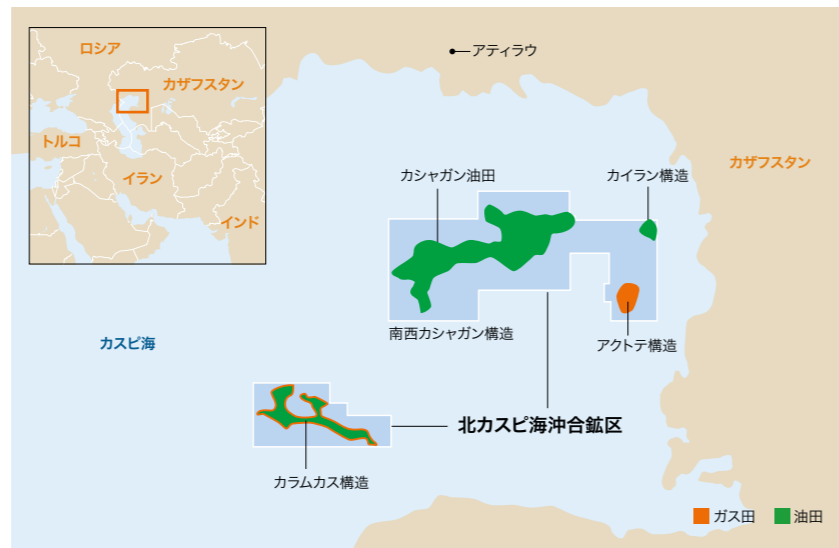 ロシア
カザフスタン
トルコ
イラン
インド
アティラウ
カザフスタン
カシャガン油田
カイラン構造
南西カシャガン構造
アクトテ構造
カスピ海
北カスピ海沖合鉱区
カラムカス構造
ガス田
油田